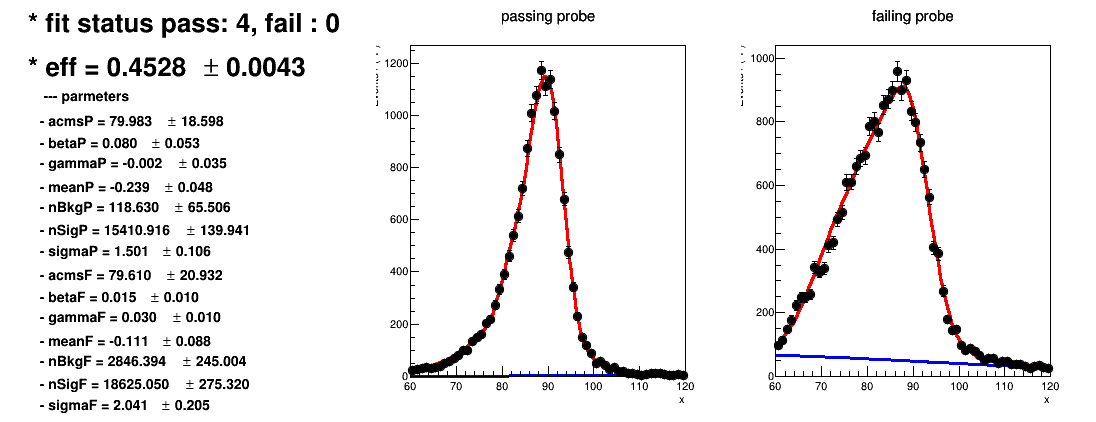 * fit status pass: 4, fail : 0
* eff = 0.4528 ± 0.0043
--- parmeters
- acmsP = 79.983 ± 18.598
- betaP = 0.080 ± 0.053
- gammaP = -0.002 ± 0.035
- meanP = -0.239 ± 0.048
- nBkgP = 118.630 ± 65.506
- nSigP = 15410.916 ± 139.941
- sigmaP = 1.501 ± 0.106
- acmsF = 79.610 ± 20.932
- betaF = 0.015 ± 0.010
- gammaF = 0.030 ± 0.010
- meanF = -0.111 ± 0.088
- nBkgF = 2846.394 ± 245.004
- nSigF = 18625.050 ± 275.320
- sigmaF = 2.041 ± 0.205
passing probe
1200
1000
800
600
400
200
0
60 70 80 90 100 110 120
x
failing probe
1000
800
600
400
200
0
60 70 80 90 100 110 120
x